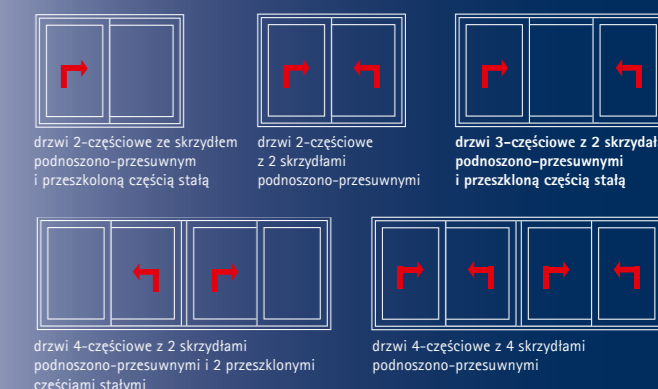 drzwi 2-częściowe ze skrzydłem
podnoszono-przesuwnym
i przeszkoloną częścią stałą
drzwi 2-częściowe
z 2 skrzydłami
podnoszono-przesuwnymi
drzwi 3-częściowe z 2 skrzydał
podnoszono-przesuwnymi
i przeszkloną częścią stałą
drzwi 4-częściowe z 2 skrzydłami
podnoszono-przesuwnymi i 2 przeszklonymi
częściami stałymi
drzwi 4-częściowe z 4 skrzydłami
podnoszono-przesuwnymi